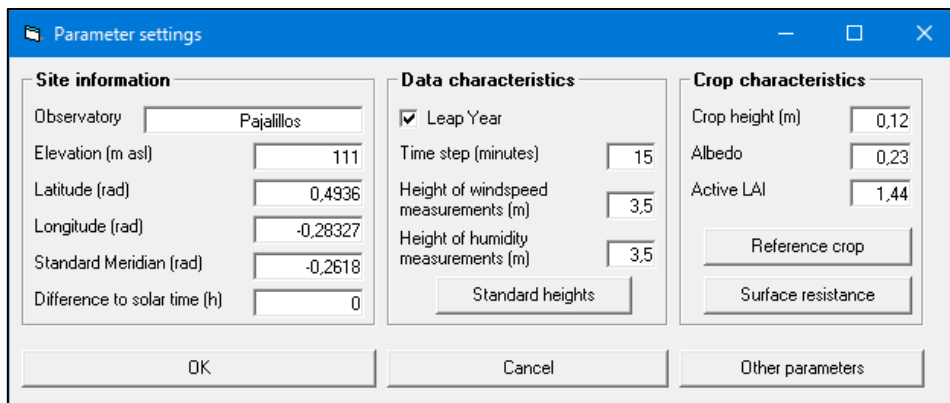 Parameter settings
Site information
Observatory Pajalillos
Elevation (m asl) 111
Latitude (rad) 0,4936
Longitude (rad) -0,28327
Standard Meridian (rad) -0,2618
Difference to solar time (h) 0
Data characteristics
Leap Year
Time step (minutes) 15
Height of windspeed
measurements (m) 3,5
Height of humidity
measurements (m) 3,5
Standard heights
Crop characteristics
Crop height (m) 0,12
Albedo 0,23
Active LAI 1,44
Reference crop
Surface resistance
OK
Cancel
Other parameters